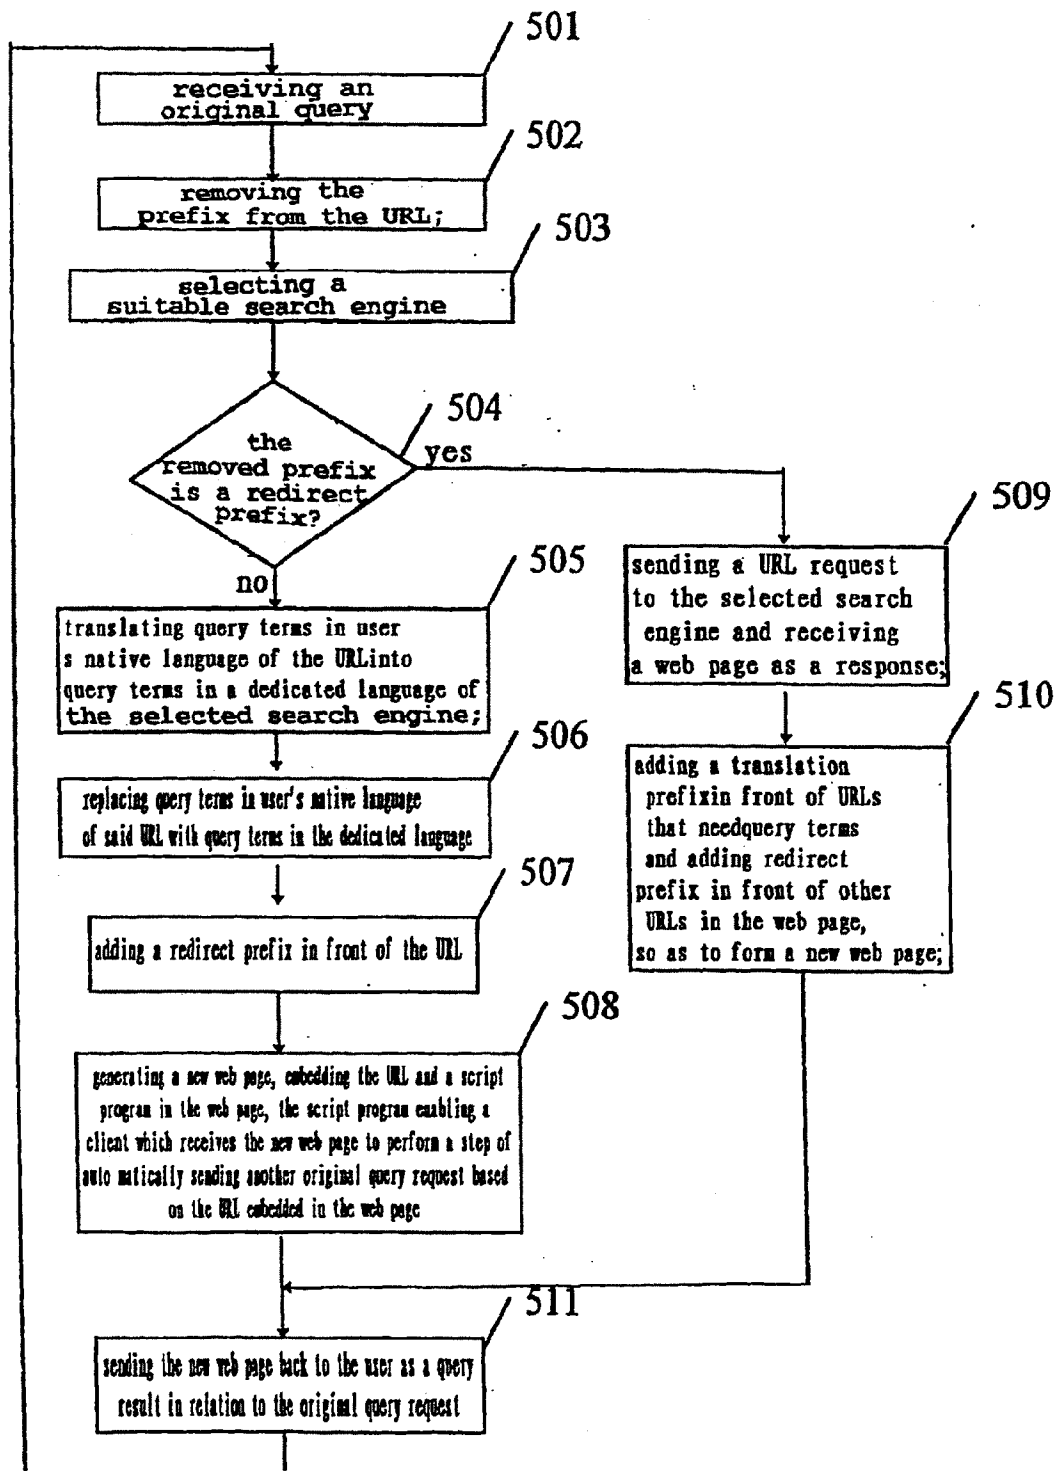 501
receiving an
original query
502
removing the
prefix from the URL;
503
selecting a
suitable search engine
504
the
removed prefix
is a redirect
prefix?
yes
no
505
translating query terms in user
s native language of the URLinto
query terms in a dedicated language of
the selected search engine;
506
replacing query terms in user's native language
of said URL with query terms in the dedicated language
507
adding a redirect prefix in front of the URL
508
generating a new web page, embedding the URL and a script
program in the web page, the script program enabling a
client which receives the new web page to perform a step of
auto matically sending another original query request based
on the URL embedded in the web page
509
sending a URL request
to the selected search
engine and receiving
a web page as a response;
510
adding a translation
prefixin front of URLs
that needquery terms
and adding redirect
prefix in front of other
URLs in the web page,
so as to form a new web page;
511
sending the new web page back to the user as a query
result in relation to the original query request